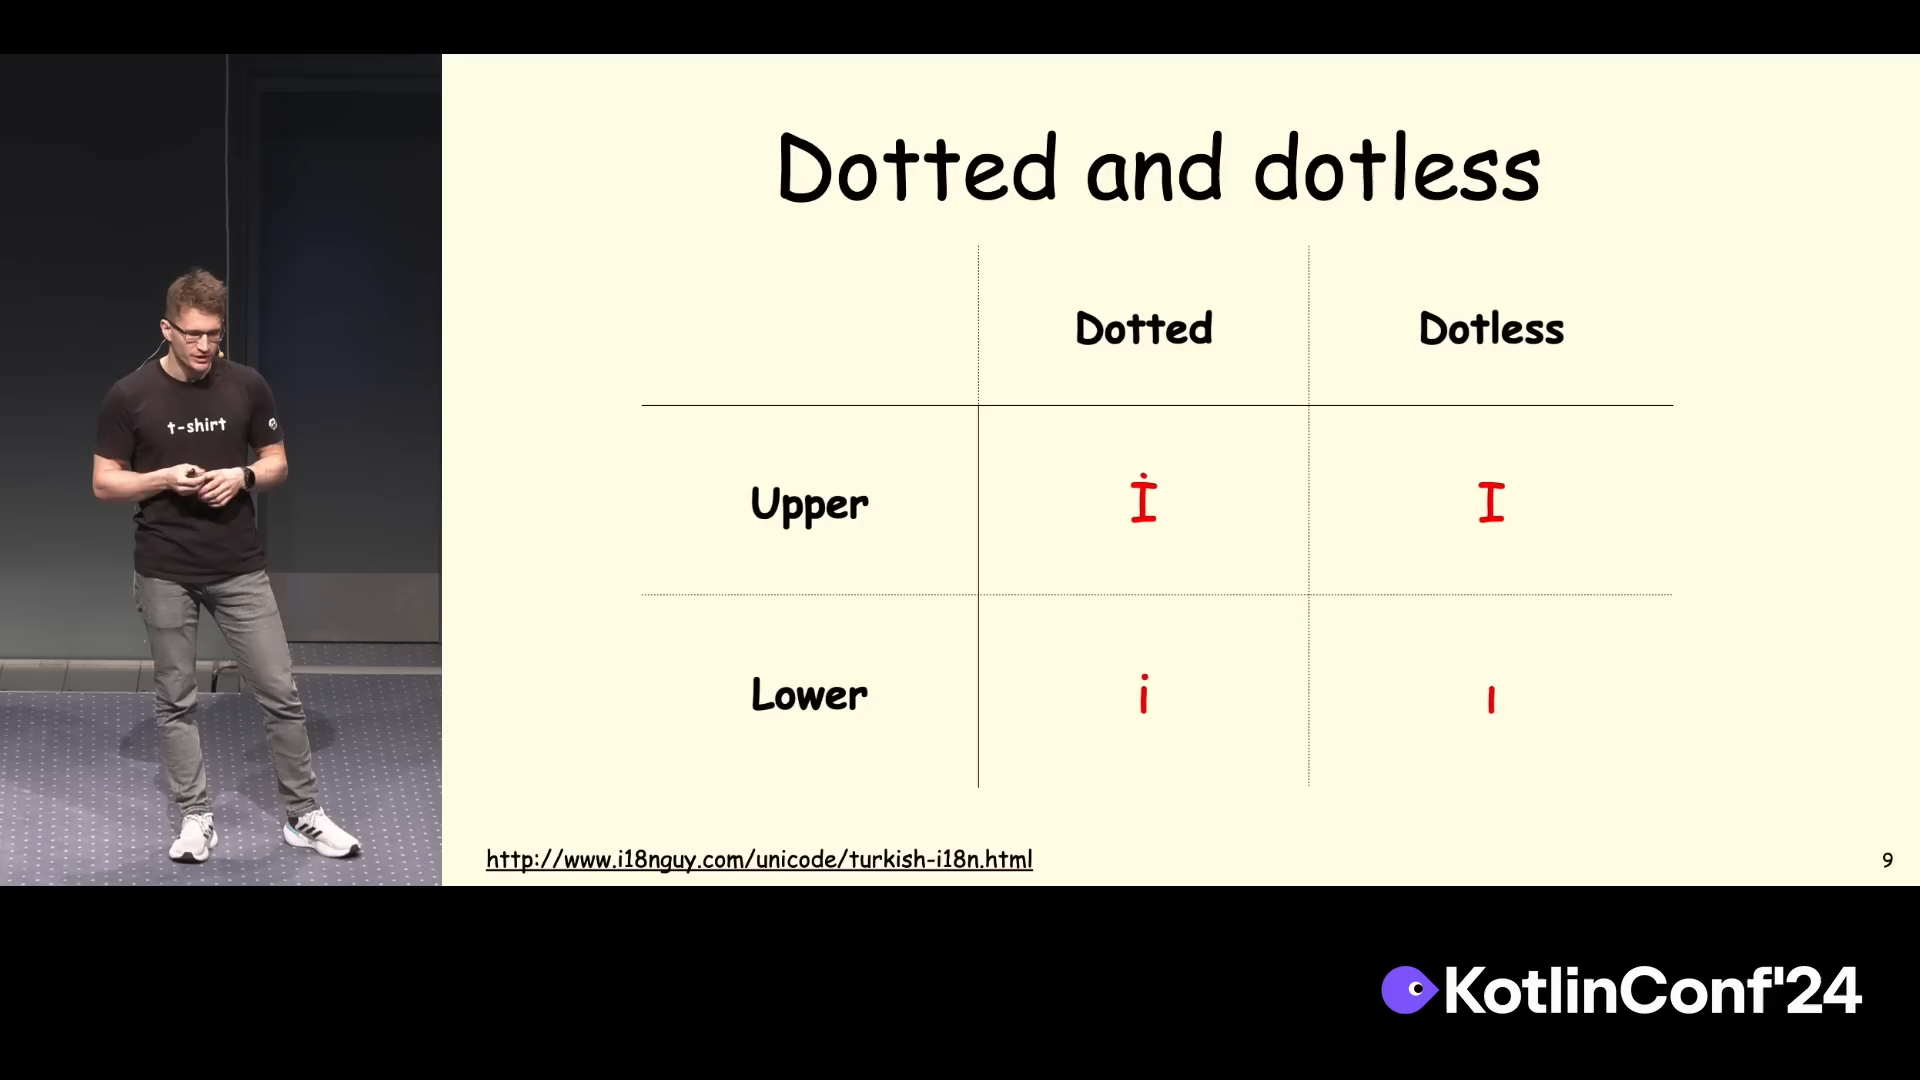 Dotted and dotless
Dotted Dotless
Upper İ I
Lower i ı
http://www.i18nguy.com/unicode/turkish-i18n.html
9
t-shirt
KotlinConf'24